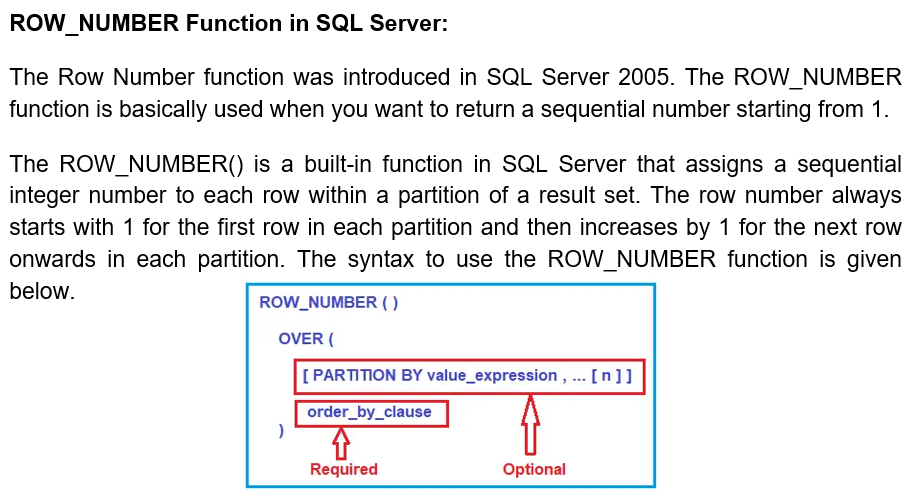 ROW_NUMBER Function in SQL Server:
The Row Number function was introduced in SQL Server 2005. The ROW_NUMBER
function is basically used when you want to return a sequential number starting from 1.
The ROW_NUMBER() is a built-in function in SQL Server that assigns a sequential
integer number to each row within a partition of a result set. The row number always
starts with 1 for the first row in each partition and then increases by 1 for the next row
onwards in each partition. The syntax to use the ROW_NUMBER function is given
below.
ROW_NUMBER ( )
OVER (
[ PARTITION BY value_expression , ... [ n ] ]
order_by_clause
)
Required
Optional